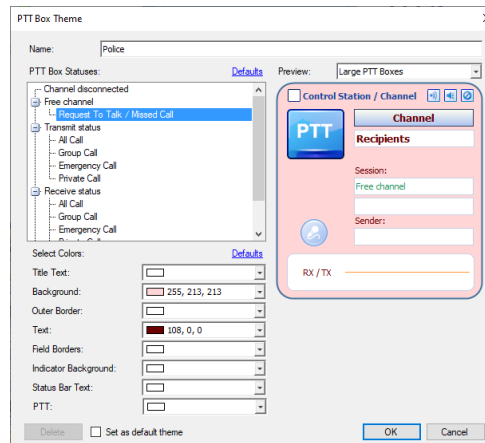 PTT Box Theme
Name: Police
PTT Box Statuses: Defaults Preview: Large PTT Boxes
Channel disconnected
Free channel
Request To Talk / Missed Call
Transmit status
All Call
Group Call
Emergency Call
Private Call
Receive status
All Call
Group Call
Emergency Call
Control Station / Channel
PTT
Channel
Recipients
Session:
Free channel
Sender:
RX / TX
Select Colors: Defaults
Title Text:
Background: 255, 213, 213
Outer Border:
Text: 108, 0, 0
Field Borders:
Indicator Background:
Status Bar Text:
PTT:
Delete Set as default theme OK Cancel